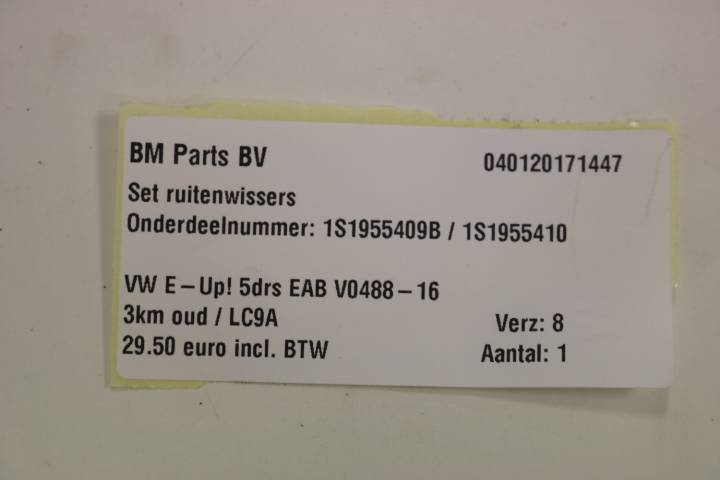 BM Parts BV 040120171447
Set ruitenwissers
Onderdeelnummer: 1S1955409B / 1S1955410
VW E-Up! 5drs EAB V0488-16
3km oud / LC9A Verz: 8
29.50 euro incl. BTW Aantal: 1